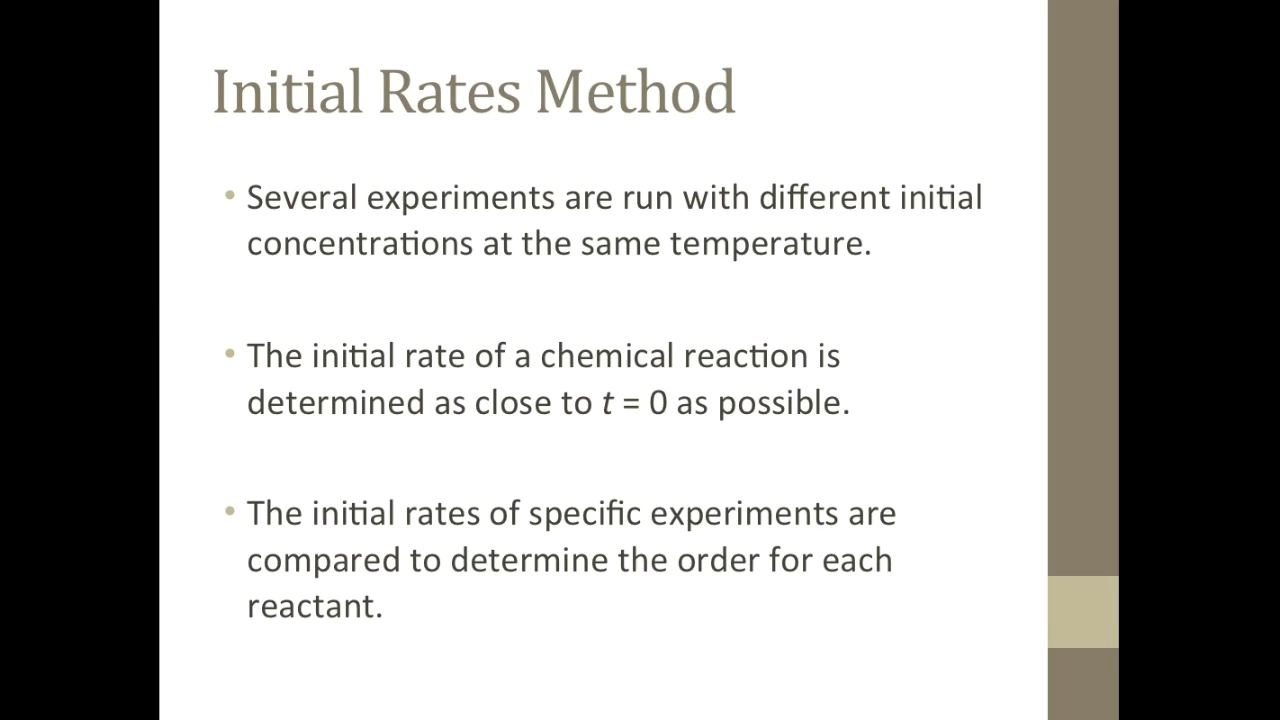 Initial Rates Method
• Several experiments are run with different initial
concentrations at the same temperature.
• The initial rate of a chemical reaction is
determined as close to t = 0 as possible.
• The initial rates of specific experiments are
compared to determine the order for each
reactant.